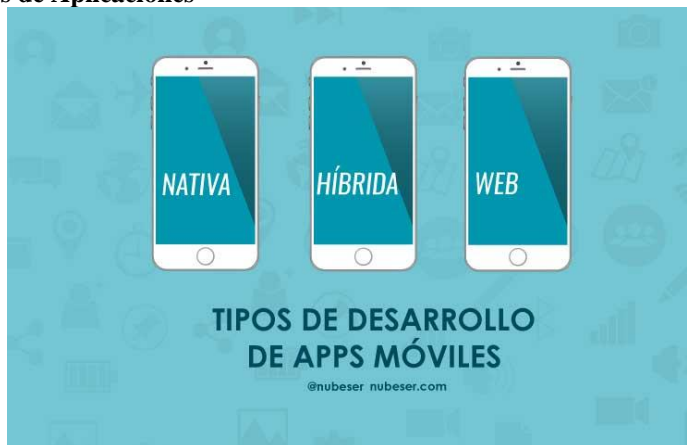 s de Aplicaciones
NATIVA
HÍBRIDA
WEB
TIPOS DE DESARROLLO
DE APPS MÓVILES
@nubeser nubeser.com